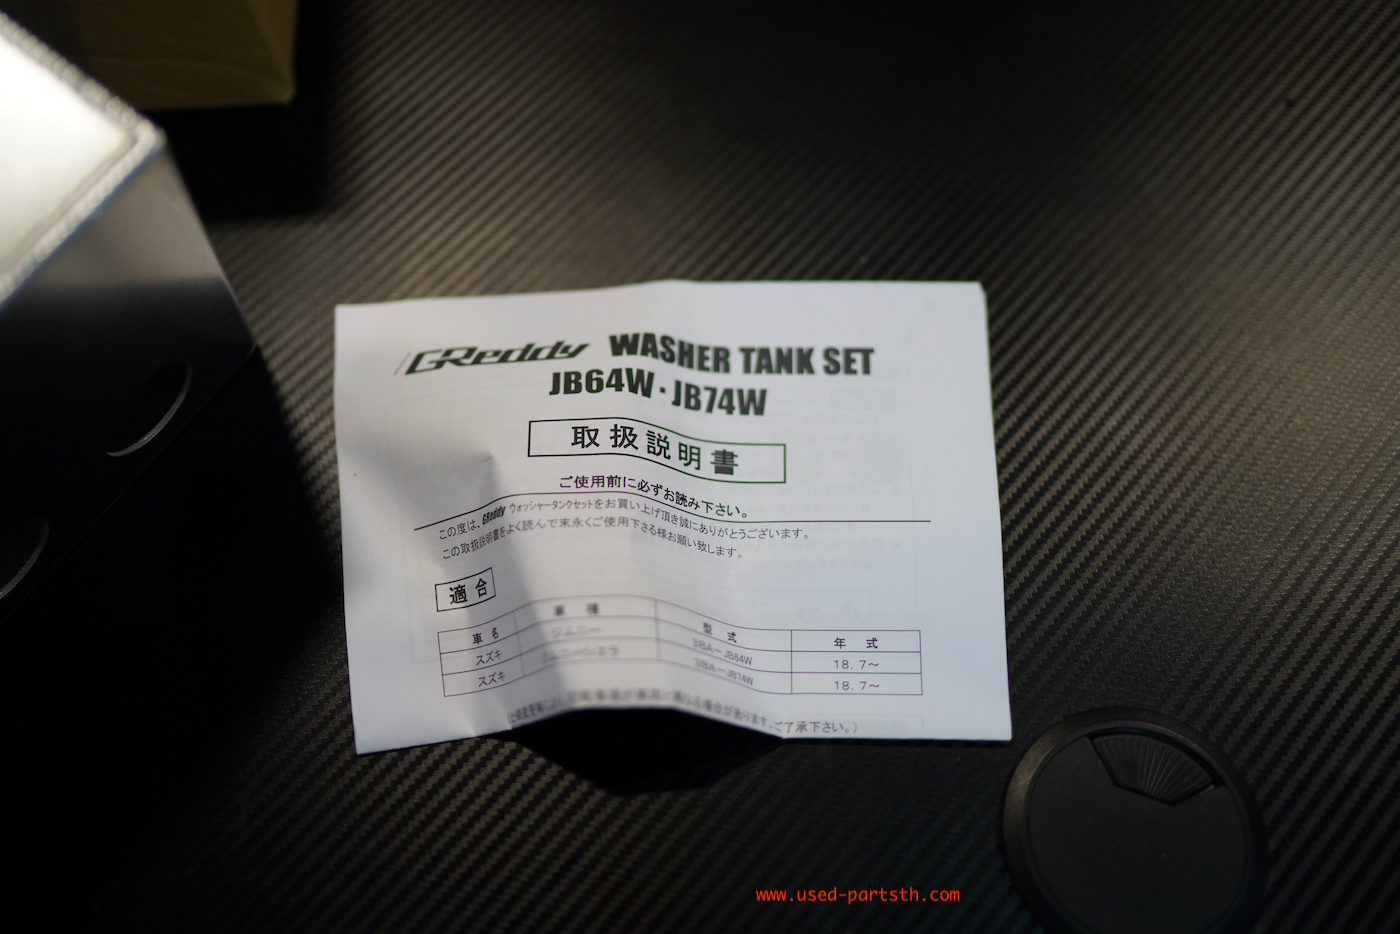 GReddy WASHER TANK SET
JB64W・JB74W
取扱説明書
ご使用前に必ずお読み下さい。
この度は、GReddy ウォッシャータンクセットをお買い上げ頂き誠にありがとうございます。
この取扱説明書をよく読んで末永くご使用下さる様お願い致します。
適合
車名 車種 型式 年式
スズキ ジムニー 3BA-JB64W 18.7〜
スズキ ジムニーシエラ 3BA-JB74W 18.7〜
場合があります。ご了承下さい。)
www.used-partsth.com